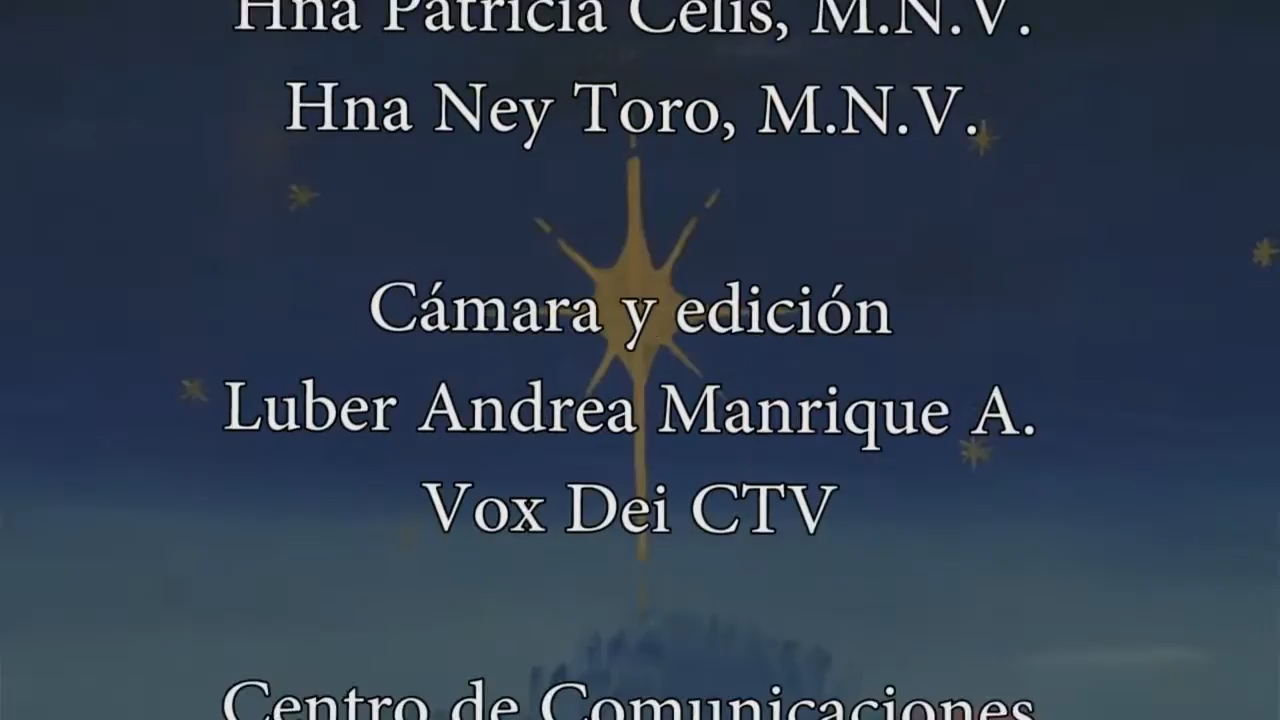 Hna Patricia Celis, M.N.V.
Hna Ney Toro, M.N.V.
Cámara y edición
Luber Andrea Manrique A.
Vox Dei CTV
Centro de Comunicaciones